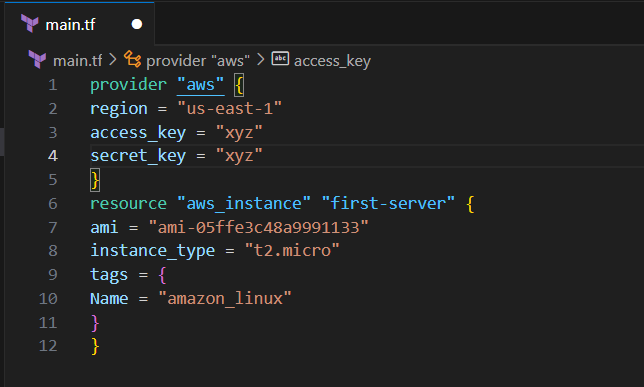 main.tf
main.tf > provider "aws" > abc access_key
1 provider "aws" {
2 region = "us-east-1"
3 access_key = "xyz"
4 secret_key = "xyz"
5 }
6 resource "aws_instance" "first-server" {
7 ami = "ami-05ffe3c48a9991133"
8 instance_type = "t2.micro"
9 tags = {
10 Name = "amazon_linux"
11 }
12 }